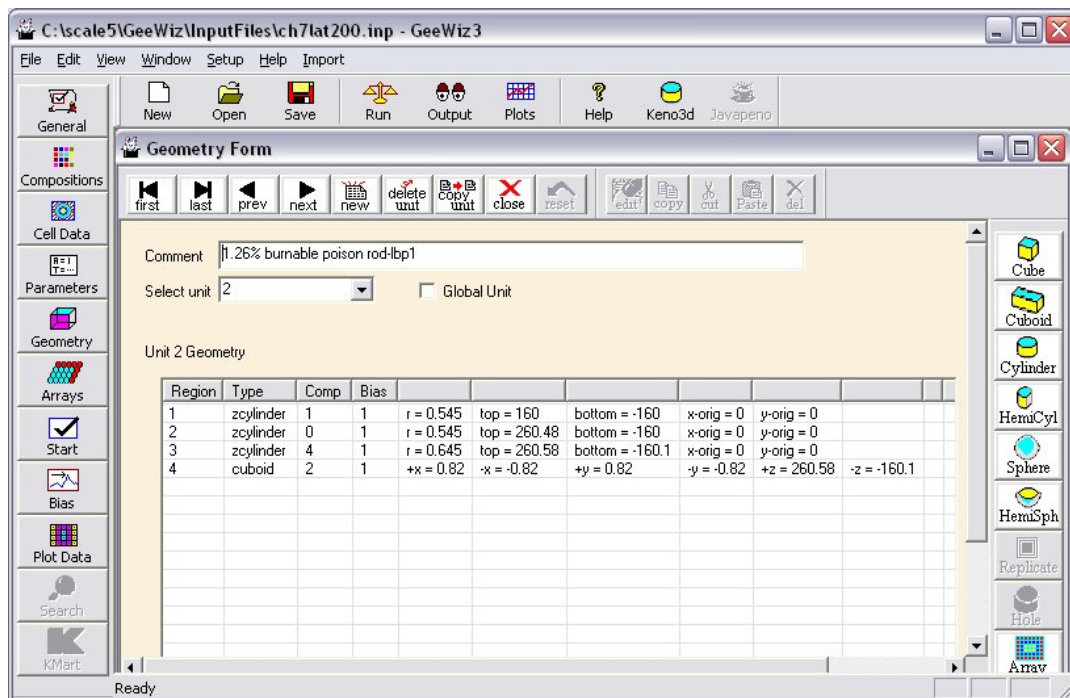 C:\scale5\GeeWiz\InputFiles\ch7lat200.inp - GeeWiz3
File Edit View Window Setup Help Import
General
New Open Save Run Output Plots Help Keno3d Javapeno
Geometry Form
Compositions
first last prev next new delete unit copy unit close reset edit copy cut Paste del
Cell Data
Comment 1.26% burnable poison rod-lbp1
Cube
Parameters
Select unit 2 Global Unit
Cuboid
Geometry
Unit 2 Geometry
Cylinder
Arrays
Region Type Comp Bias
1 zcylinder 1 1 r = 0.545 top = 160 bottom = -160 x-orig = 0 y-orig = 0
HemiCyl
2 zcylinder 0 1 r = 0.545 top = 260.48 bottom = -160 x-orig = 0 y-orig = 0
Start
3 zcylinder 4 1 r = 0.645 top = 260.58 bottom = -160.1 x-orig = 0 y-orig = 0
4 cuboid 2 1 +x = 0.82 -x = -0.82 +y = 0.82 -y = -0.82 +z = 260.58 -z = -160.1
Sphere
Bias
HemiSph
Plot Data
Replicate
Search
Hole
KMart
Array
Ready